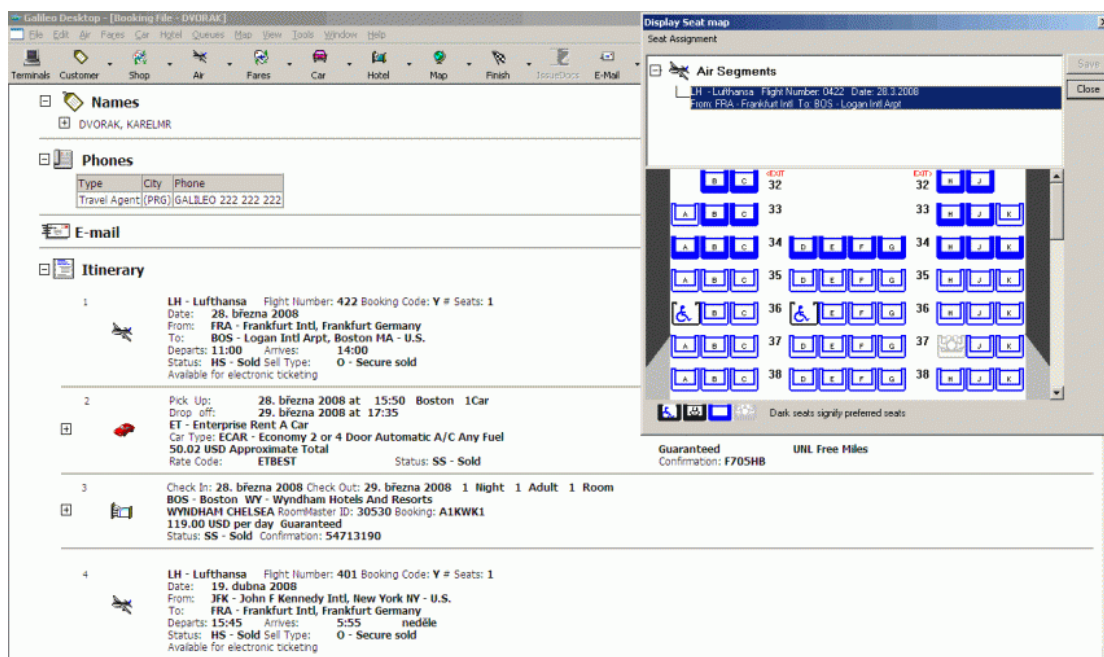 Galileo Desktop - [Booking File - DVORAK]
File Edit Air Fares Car Hotel Queues Map View Tools Window Help
Terminals Customer Shop Air Fares Car Hotel Map Finish IssueDocs E-Mail
Names
DVORAK, KARELMR
Phones
Type City Phone
Travel Agent (PRG) GALILEO 222 222 222
E-mail
Itinerary
1 LH - Lufthansa Flight Number: 422 Booking Code: Y # Seats: 1
Date: 28. března 2008
From: FRA - Frankfurt Intl, Frankfurt Germany
To: BOS - Logan Intl Arpt, Boston MA - U.S.
Departs: 11:00 Arrives: 14:00
Status: HS - Sold Sell Type: O - Secure sold
Available for electronic ticketing
2 Pick Up: 28. března 2008 at 15:50 Boston 1Car
Drop off: 29. března 2008 at 17:35
ET - Enterprise Rent A Car
Car Type: ECAR - Economy 2 or 4 Door Automatic A/C Any Fuel
50.02 USD Approximate Total Guaranteed UNL Free Miles
Rate Code: ETBEST Status: SS - Sold Confirmation: F705HB
3 Check In: 28. března 2008 Check Out: 29. března 2008 1 Night 1 Adult 1 Room
BOS - Boston WY - Wyndham Hotels And Resorts
WYNDHAM CHELSEA RoomMaster ID: 30530 Booking: A1KWK1
119.00 USD per day Guaranteed
Status: SS - Sold Confirmation: 54713190
4 LH - Lufthansa Flight Number: 401 Booking Code: Y # Seats: 1
Date: 19. dubna 2008
From: JFK - John F Kennedy Intl, New York NY - U.S.
To: FRA - Frankfurt Intl, Frankfurt Germany
Departs: 15:45 Arrives: 5:55 neděle
Status: HS - Sold Sell Type: O - Secure sold
Available for electronic ticketing
Display Seat map
Seat Assignment
Air Segments
LH - Lufthansa Flight Number: 0422 Date: 28.3.2008
From: FRA - Frankfurt Intl To: BOS - Logan Intl Arpt
Save
Close
<EXIT EXIT>
B C 32 32 H J
A B C 33 33 H J K
A B C 34 D E F G 34 H J K
A B C 35 D E F G 35 H J K
B C 36 E F G 36 H J K
A B C 37 D E F G 37 J K
A B C 38 D E F G 38 H J K
Dark seats signify preferred seats